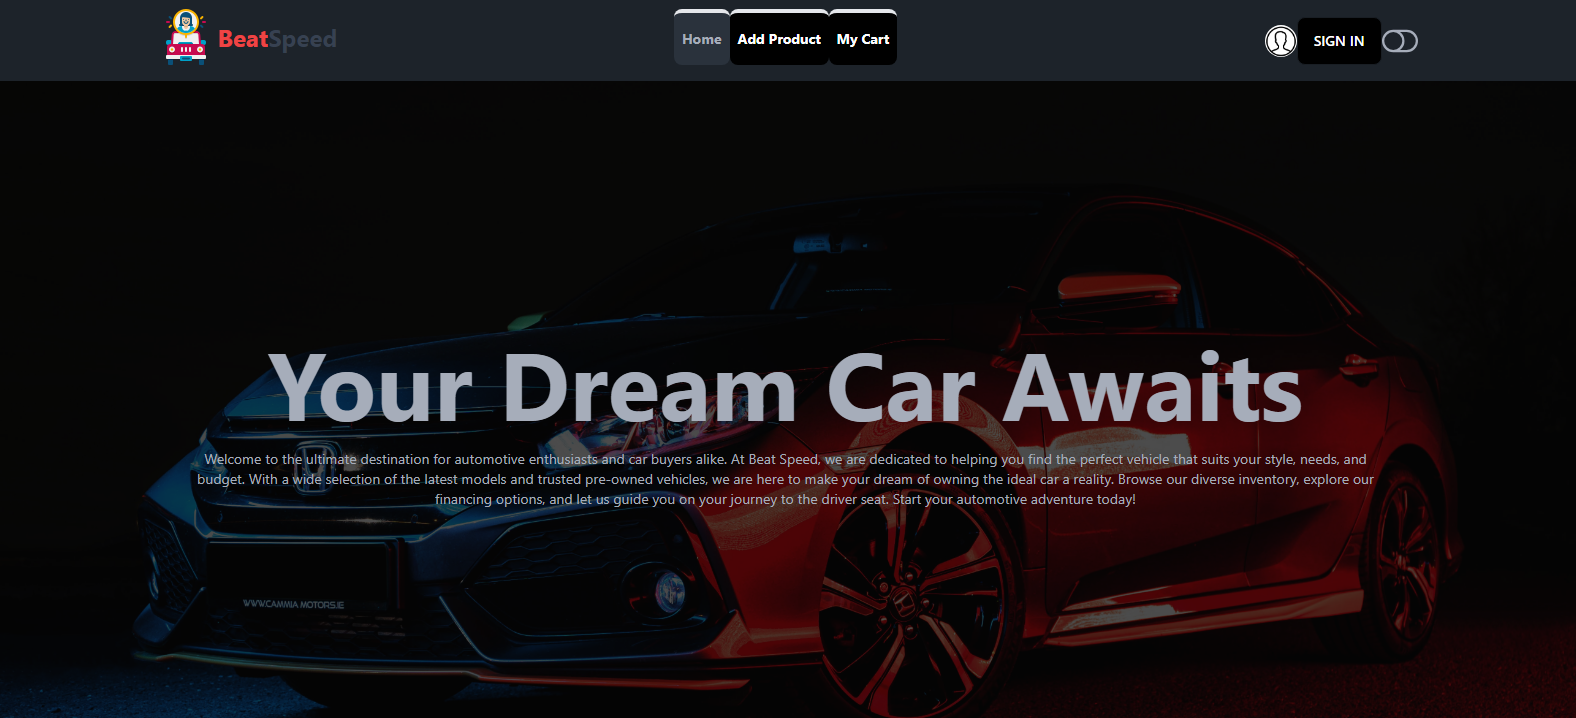 BeatSpeed
Home
Add Product
My Cart
SIGN IN
Your Dream Car Awaits
Welcome to the ultimate destination for automotive enthusiasts and car buyers alike. At Beat Speed, we are dedicated to helping you find the perfect vehicle that suits your style, needs, and
budget. With a wide selection of the latest models and trusted pre-owned vehicles, we are here to make your dream of owning the ideal car a reality. Browse our diverse inventory, explore our
financing options, and let us guide you on your journey to the driver seat. Start your automotive adventure today!
WWW.CAMMIA MOTORS.IE